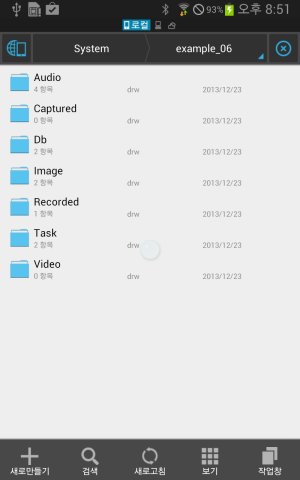 93% 오후 8:51
로컬
System example_06
Audio
4 항목 drw 2013/12/23
Captured
0 항목 drw 2013/12/23
Db
2 항목 drw 2013/12/23
Image
2 항목 drw 2013/12/23
Recorded
1 항목 drw 2013/12/23
Task
2 항목 drw 2013/12/23
Video
0 항목 drw 2013/12/23
새로만들기 검색 새로고침 보기 작업창